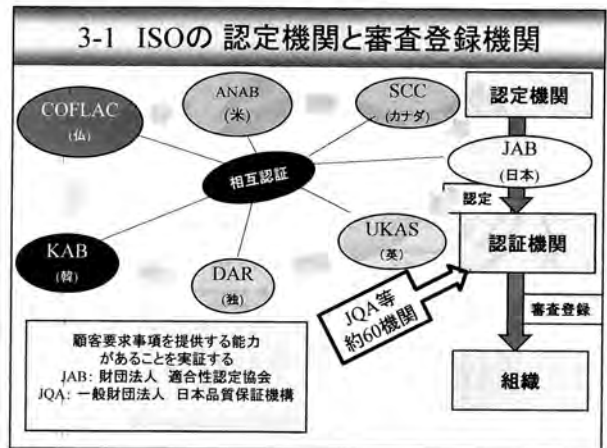 3-1 ISOの 認定機関と審査登録機関
COFLAC
(仏)
ANAB
(米)
SCC
(カナダ)
認定機関
JAB
(日本)
相互認証
認定
KAB
(韓)
DAR
(独)
UKAS
(英)
認証機関
JQA等
約60機関
審査登録
組織
顧客要求事項を提供する能力
があることを実証する
JAB: 財団法人 適合性認定協会
JQA: 一般財団法人 日本品質保証機構